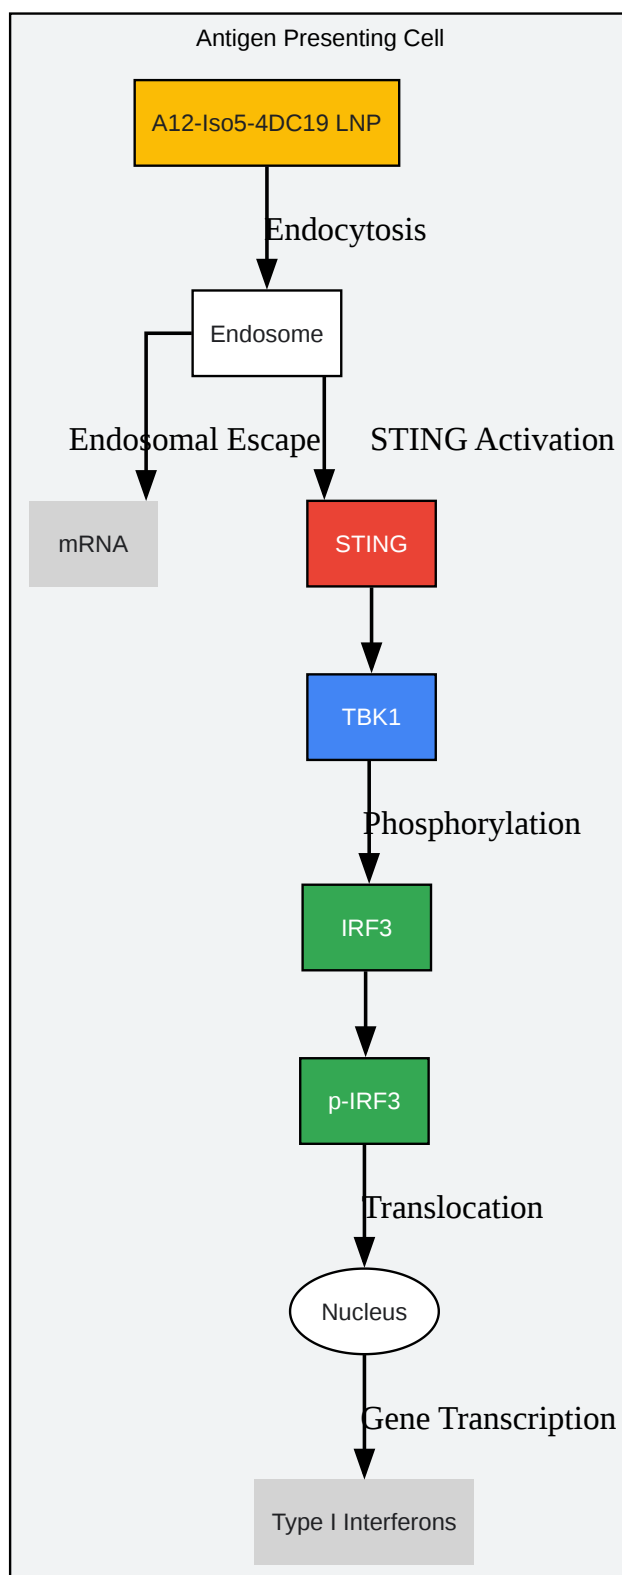 Antigen Presenting Cell
A12-Iso5-4DC19 LNP
Endocytosis
Endosome
Endosomal Escape
STING Activation
mRNA
STING
TBK1
Phosphorylation
IRF3
p-IRF3
Translocation
Nucleus
Gene Transcription
Type I Interferons